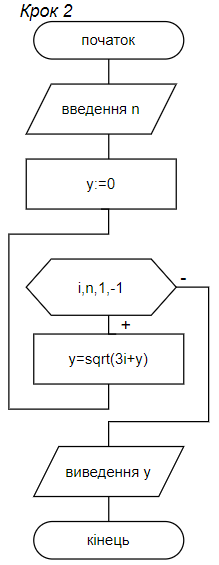 Крок 2
початок
введення n
y:=0
i,n,1,-1
-
+
y=sqrt(3i+y)
виведення y
кінець